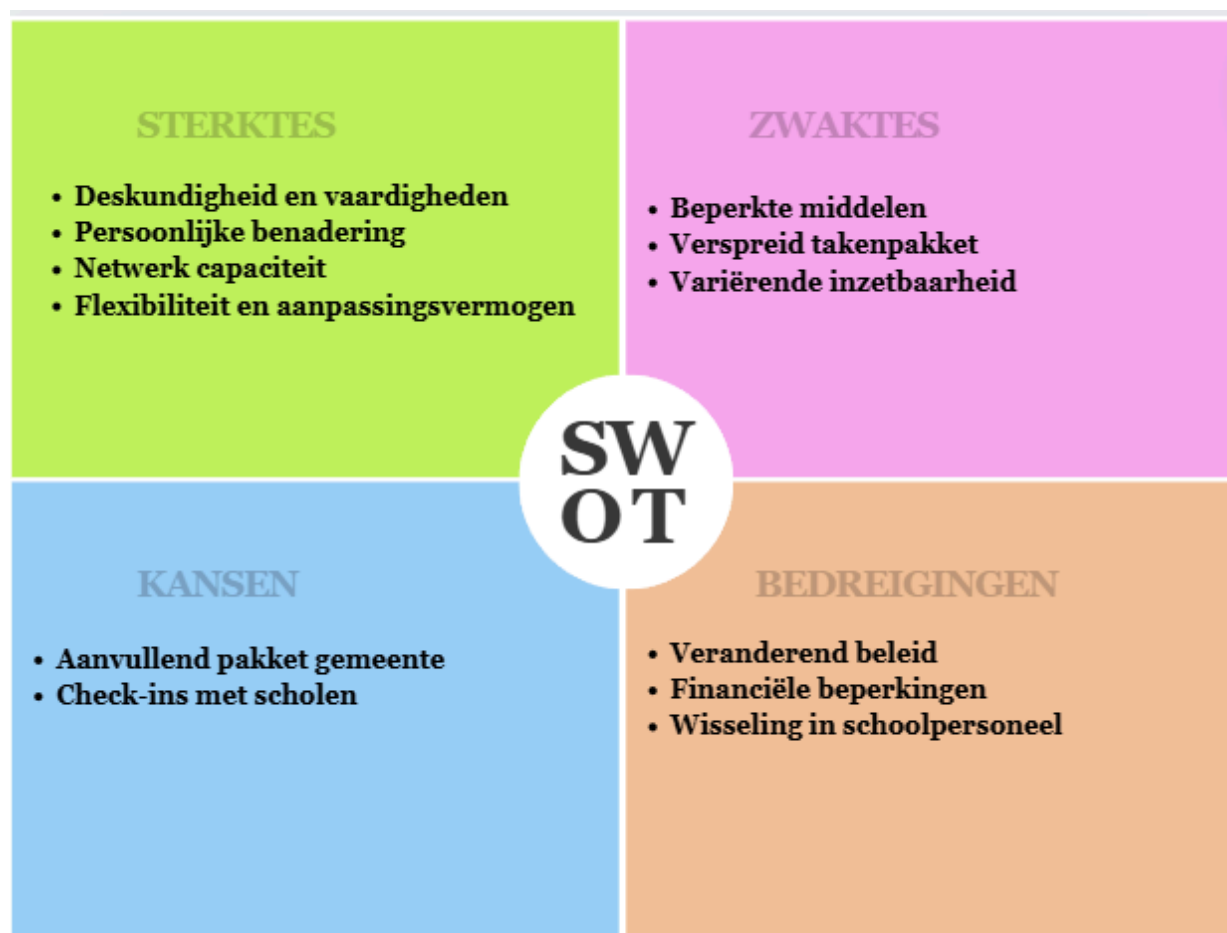 STERKTES
• Deskundigheid en vaardigheden
• Persoonlijke benadering
• Netwerk capaciteit
• Flexibiliteit en aanpassingsvermogen
ZWAKTES
• Beperkte middelen
• Verspreid takenpakket
• Variërende inzetbaarheid
SW
OT
KANSEN
• Aanvullend pakket gemeente
• Check-ins met scholen
BEDREIGINGEN
• Veranderend beleid
• Financiële beperkingen
• Wisseling in schoolpersoneel